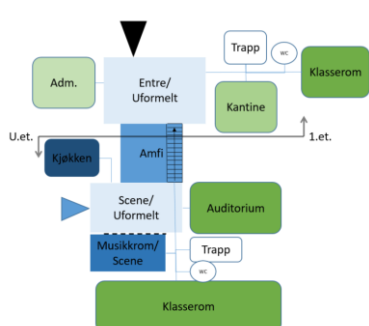 Trapp
WC
Klasserom
Adm.
Entre/
Uformelt
Kantine
U.et.
1.et.
Kjøkken
Amfi
Scene/
Uformelt
Auditorium
Musikkrom/
Scene
Trapp
WC
Klasserom